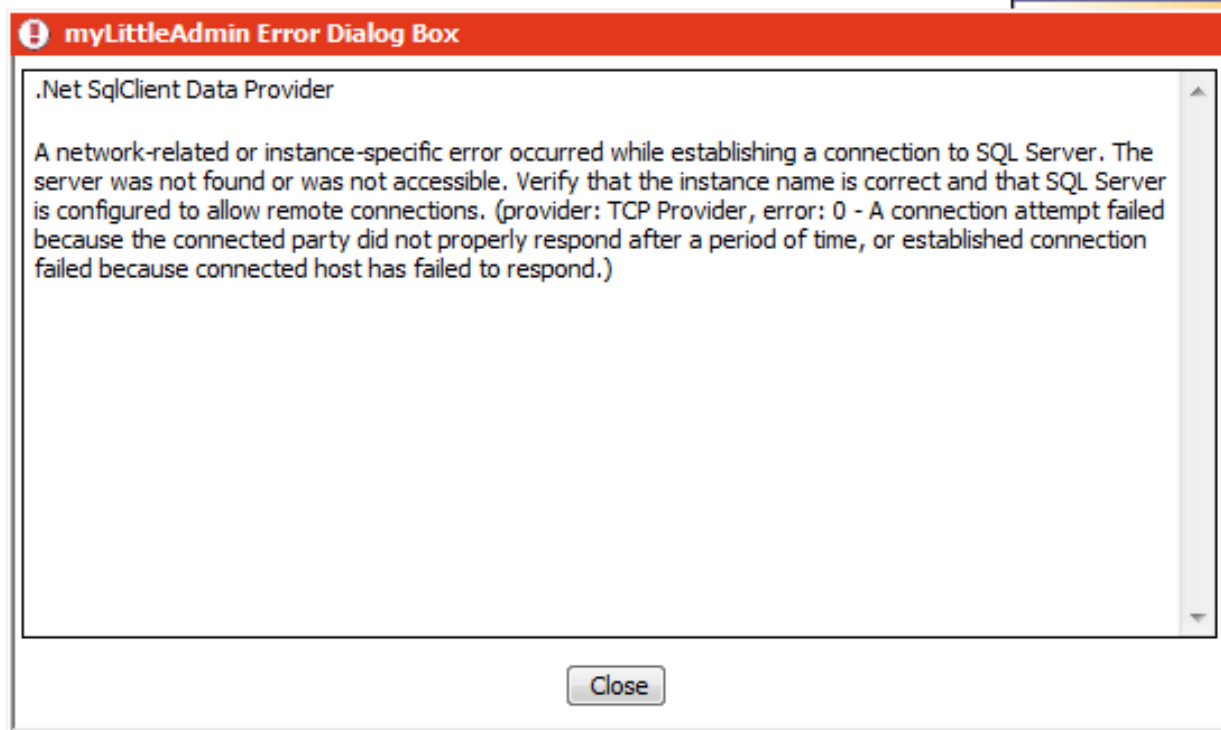 myLittleAdmin Error Dialog Box
.Net SqlClient Data Provider
A network-related or instance-specific error occurred while establishing a connection to SQL Server. The
server was not found or was not accessible. Verify that the instance name is correct and that SQL Server
is configured to allow remote connections. (provider: TCP Provider, error: 0 - A connection attempt failed
because the connected party did not properly respond after a period of time, or established connection
failed because connected host has failed to respond.)
Close